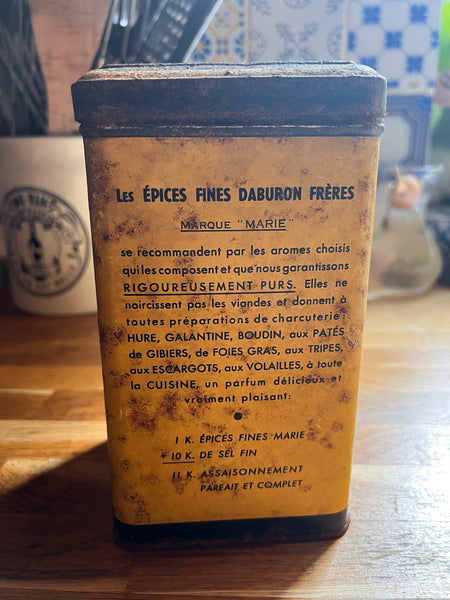 Les ÉPICES FINES DABURON FRÈRES
MARQUE "MARIE"
se recommandent par les aromes choisis
qui les composent et que nous garantissons
RIGOUREUSEMENT PURS. Elles ne
noircissent pas les viandes et donnent à
toutes préparations de charcuterie :
HURE, GALANTINE, BOUDIN, aux PATÉS
de GIBIERS, de FOIES GRAS, aux TRIPES,
aux ESCARGOTS, aux VOLAILLES, à toute
la CUISINE, un parfum délicieux et
vraiment plaisant :
1 K. ÉPICES FINES MARIE
+ 10 K. DE SEL FIN
11 K. ASSAISONNEMENT
PARFAIT ET COMPLET